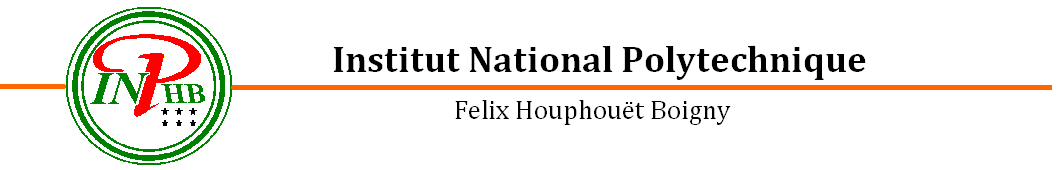 INPHB
Institut National Polytechnique
Felix Houphouët Boigny